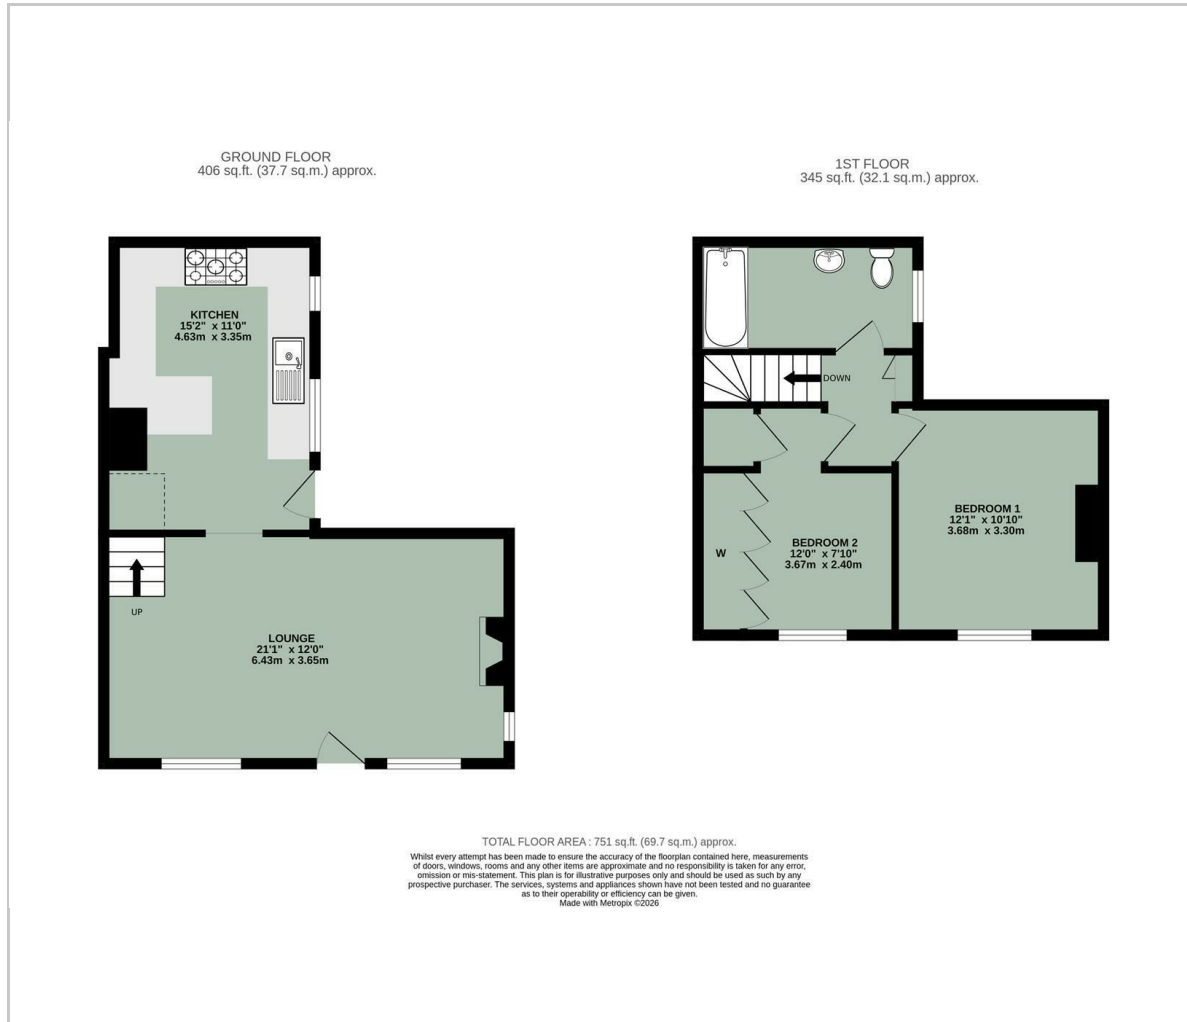 GROUND FLOOR
406 sq.ft. (37.7 sq.m.) approx.
1ST FLOOR
345 sq.ft. (32.1 sq.m.) approx.
KITCHEN
15'2" x 11'0"
4.63m x 3.35m
UP
LOUNGE
21'1" x 12'0"
6.43m x 3.65m
DOWN
BEDROOM 1
12'1" x 10'10"
3.68m x 3.30m
BEDROOM 2
12'0" x 7'10"
3.67m x 2.40m
W
TOTAL FLOOR AREA : 751 sq.ft. (69.7 sq.m.) approx.
Whilst every attempt has been made to ensure the accuracy of the floorplan contained here, measurements
of doors, windows, rooms and any other items are approximate and no responsibility is taken for any error,
omission or mis-statement. This plan is for illustrative purposes only and should be used as such by any
prospective purchaser. The services, systems and appliances shown have not been tested and no guarantee
as to their operability or efficiency can be given.
Made with Metropix ©2026